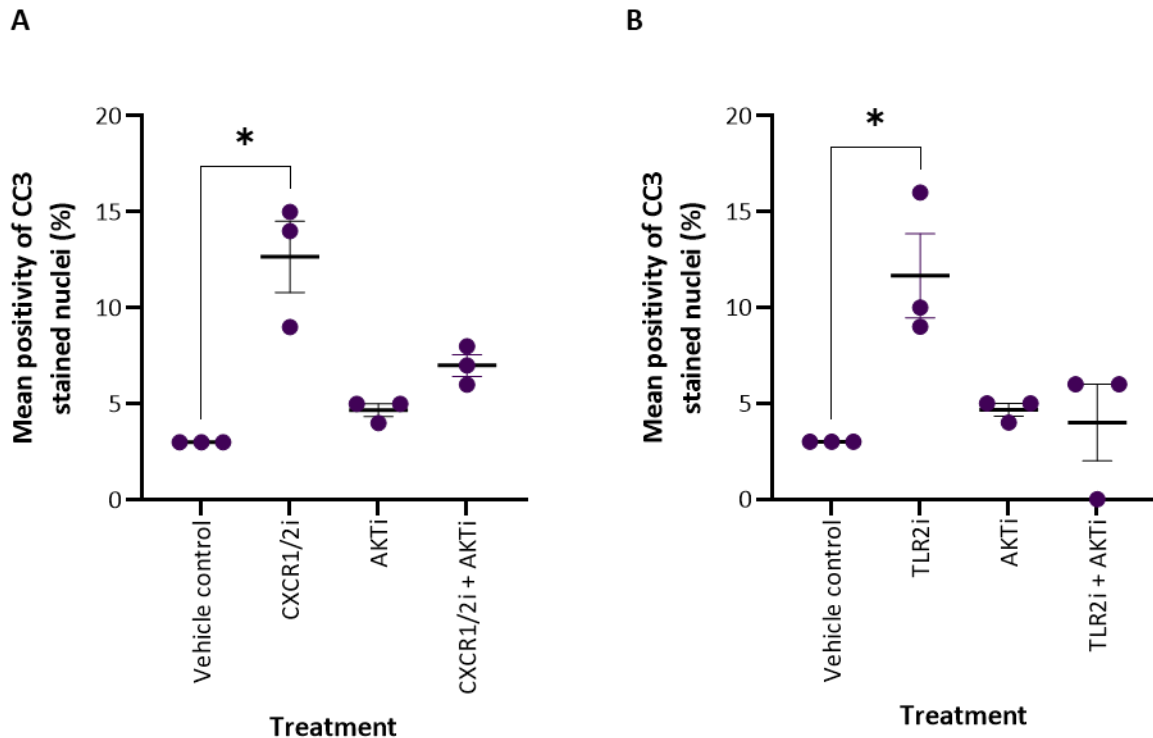 A
Mean positivity of CC3
stained nuclei (%)
20
15
10
5
0
*
Vehicle control
CXCR1/2i
AKTi
CXCR1/2i + AKTi
Treatment
B
Mean positivity of CC3
stained nuclei (%)
20
15
10
5
0
*
Vehicle control
TLR2i
AKTi
TLR2i + AKTi
Treatment